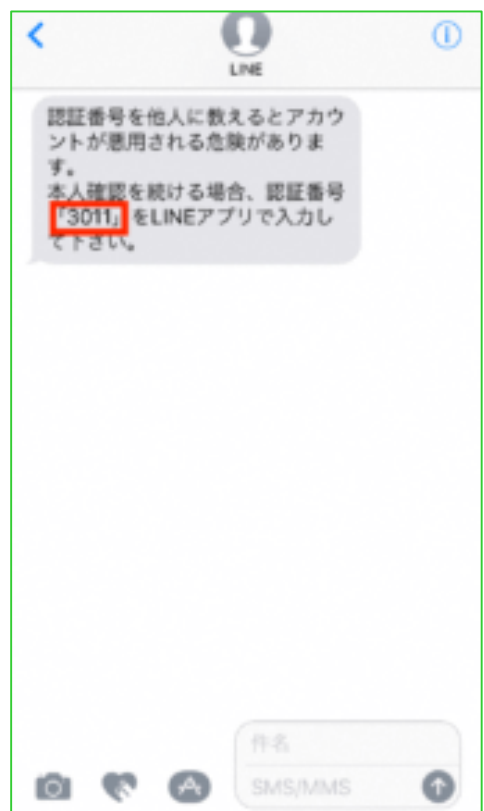 LINE
認証番号を他人に教えるとアカウ
ントが悪用される危険がありま
す。
本人確認を続ける場合、認証番号
「3011」をLINEアプリで入力し
て下さい。
件名
SMS/MMS